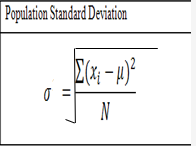 Population Standard Deviation
σ = √(Σ(xᵢ – μ)² / N)